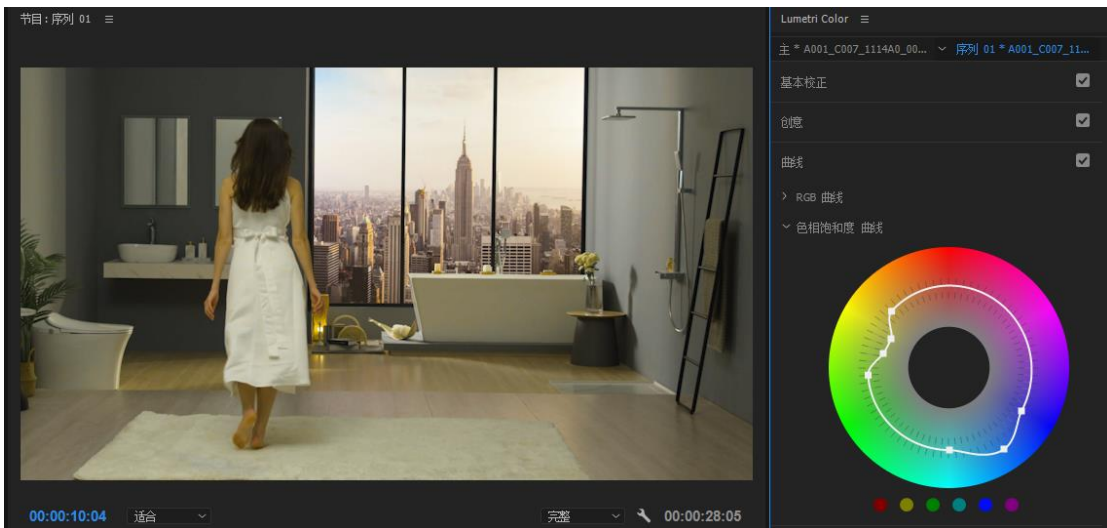 节目：序列 01
Lumetri Color
主 * A001_C007_1114A0_00...
序列 01 * A001_C007_11...
基本校正
创意
曲线
RGB 曲线
色相饱和度 曲线
00:00:10:04
适合
完整
00:00:28:05